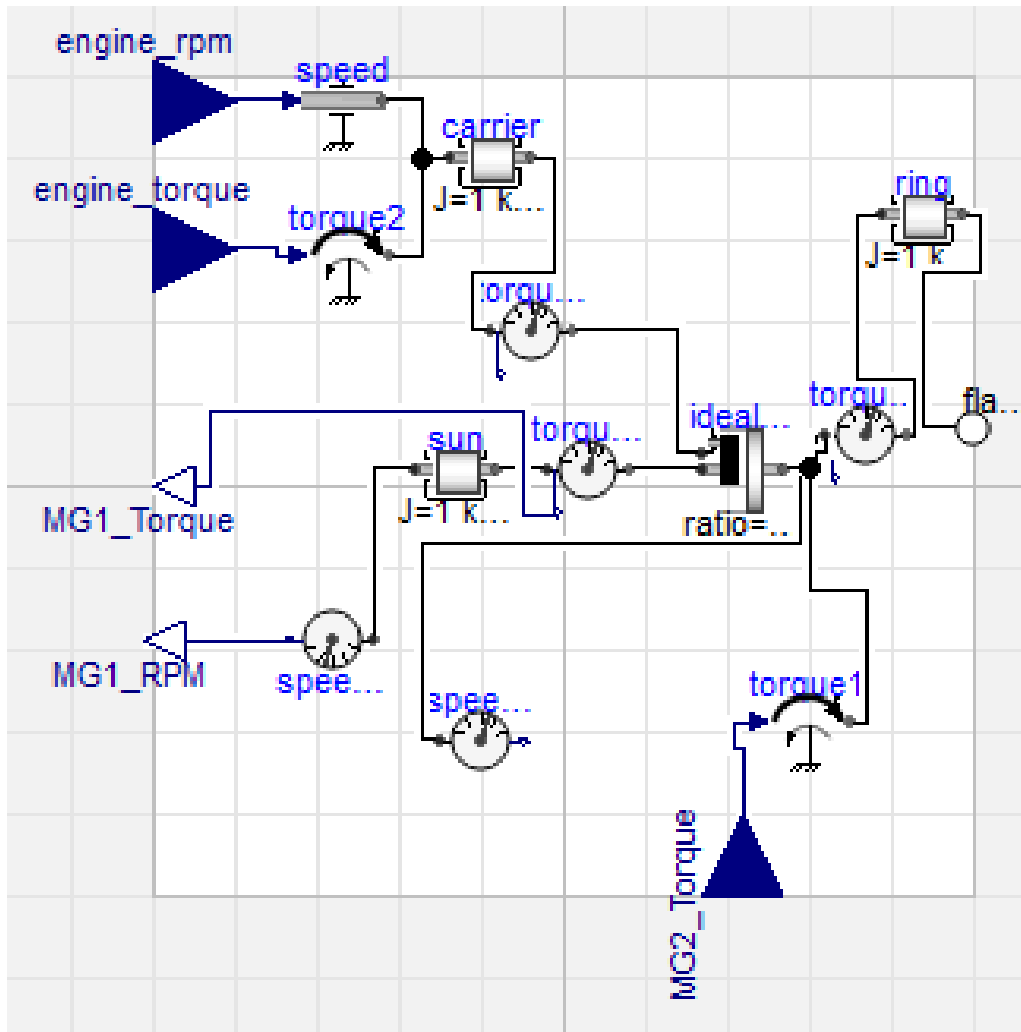 engine_rpm
speed
carrier
J=1 k...
engine_torque
torque2
ring
J=1 k
torqu...
torqu..
fla...
ideal...
sun
torqu...
J=1 k...
ratio=..
MG1_Torque
MG1_RPM
spee...
spee...
torque1
MG2_Torque